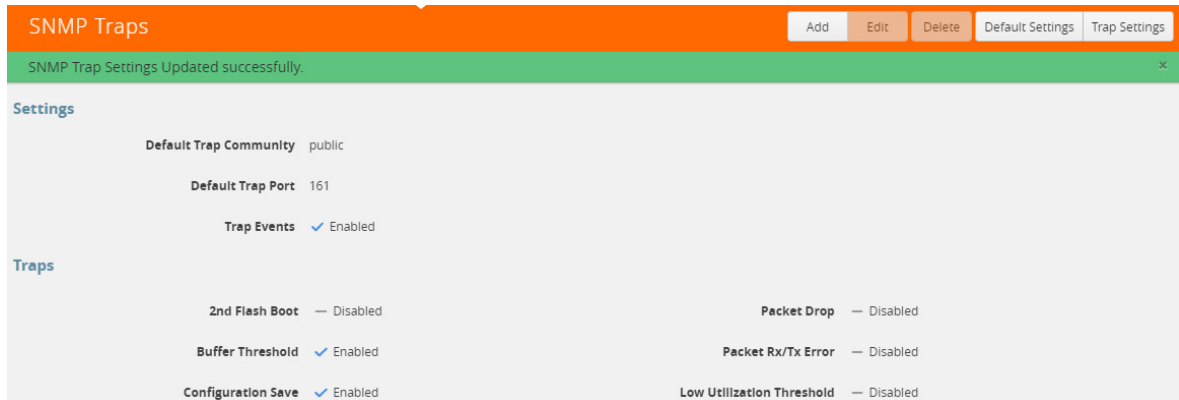 SNMP Traps
Add Edit Delete Default Settings Trap Settings
SNMP Trap Settings Updated successfully. ×
Settings
Default Trap Community public
Default Trap Port 161
Trap Events ✓ Enabled
Traps
2nd Flash Boot — Disabled Packet Drop — Disabled
Buffer Threshold ✓ Enabled Packet Rx/Tx Error — Disabled
Configuration Save ✓ Enabled Low Utilization Threshold — Disabled